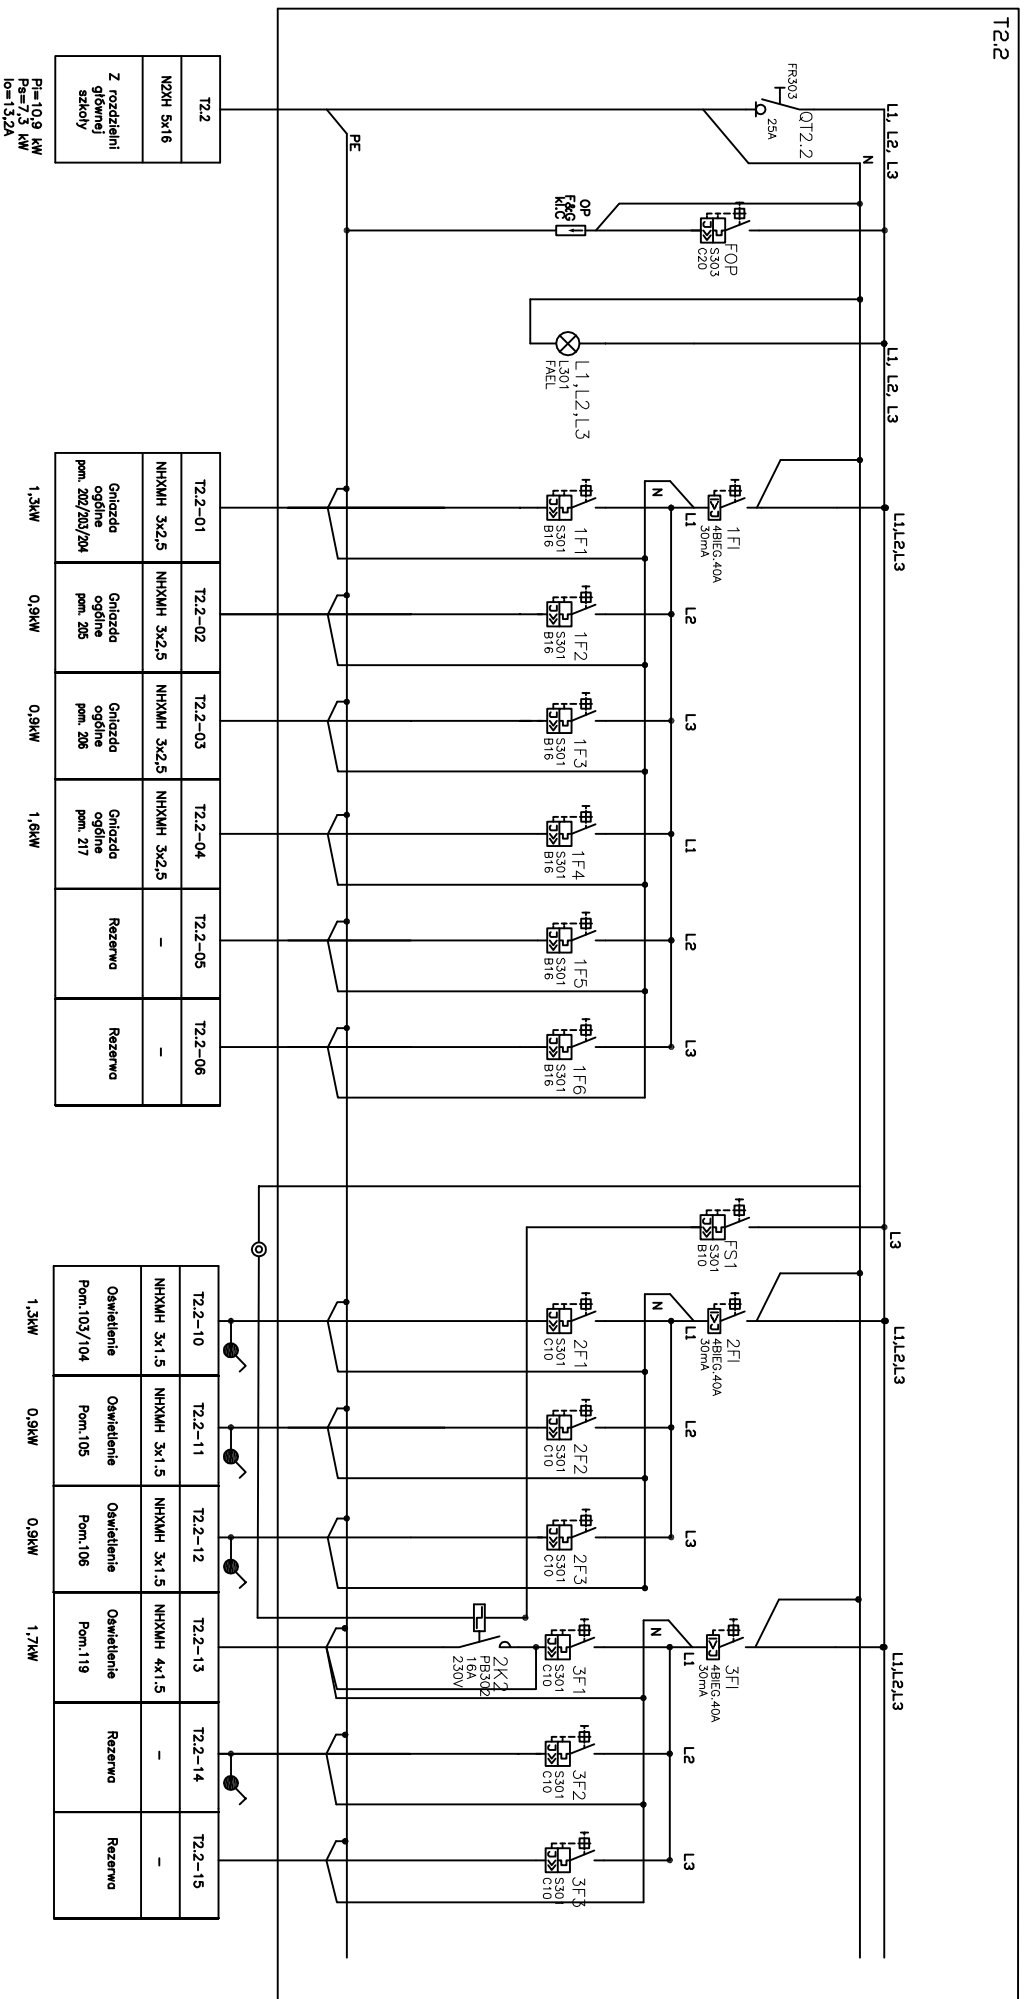 T2.2
L1, L2, L3
N
QT2.2
FR303
25A
PE
FOP
S303
C20
OP
F&G
kl.C
L1, L2, L3
L1,L2,L3
L301
FAEL
L1,L2,L3
1FI
4BIEG.40A
30mA
N
L1
L2
L3
L1
L2
L3
1F1
S301
B16
1F2
S301
B16
1F3
S301
B16
1F4
S301
B16
1F5
S301
B16
1F6
S301
B16
L3
FS1
S301
B10
L1,L2,L3
2FI
4BIEG.40A
30mA
N
L1
L2
L3
2F1
S301
C10
2F2
S301
C10
2F3
S301
C10
L1,L2,L3
3FI
4BIEG.40A
30mA
N
L1
L2
L3
3F1
S301
C10
3F2
S301
C10
3F3
S301
C10
2K2
PB302
16A
230V
T2.2
N2XH 5x16
Z rozdzielni
głównej
szkoły
Pi=10,9 kW
Ps=7,3 kW
Io=13,2A
T2.2-01
NHXMH 3x2,5
Gniazda
ogólne
pom. 202/203/204
1,3kW
T2.2-02
NHXMH 3x2,5
Gniazda
ogólne
pom. 205
0,9kW
T2.2-03
NHXMH 3x2,5
Gniazda
ogólne
pom. 206
0,9kW
T2.2-04
NHXMH 3x2,5
Gniazda
ogólne
pom. 217
1,6kW
T2.2-05
-
Rezerwa
T2.2-06
-
Rezerwa
T2.2-10
NHXMH 3x1.5
Oświetlenie
Pom.103/104
1,3kW
T2.2-11
NHXMH 3x1.5
Oświetlenie
Pom.105
0,9kW
T2.2-12
NHXMH 3x1.5
Oświetlenie
Pom.106
0,9kW
T2.2-13
NHXMH 4x1.5
Oświetlenie
Pom.119
1,7kW
T2.2-14
-
Rezerwa
T2.2-15
-
Rezerwa